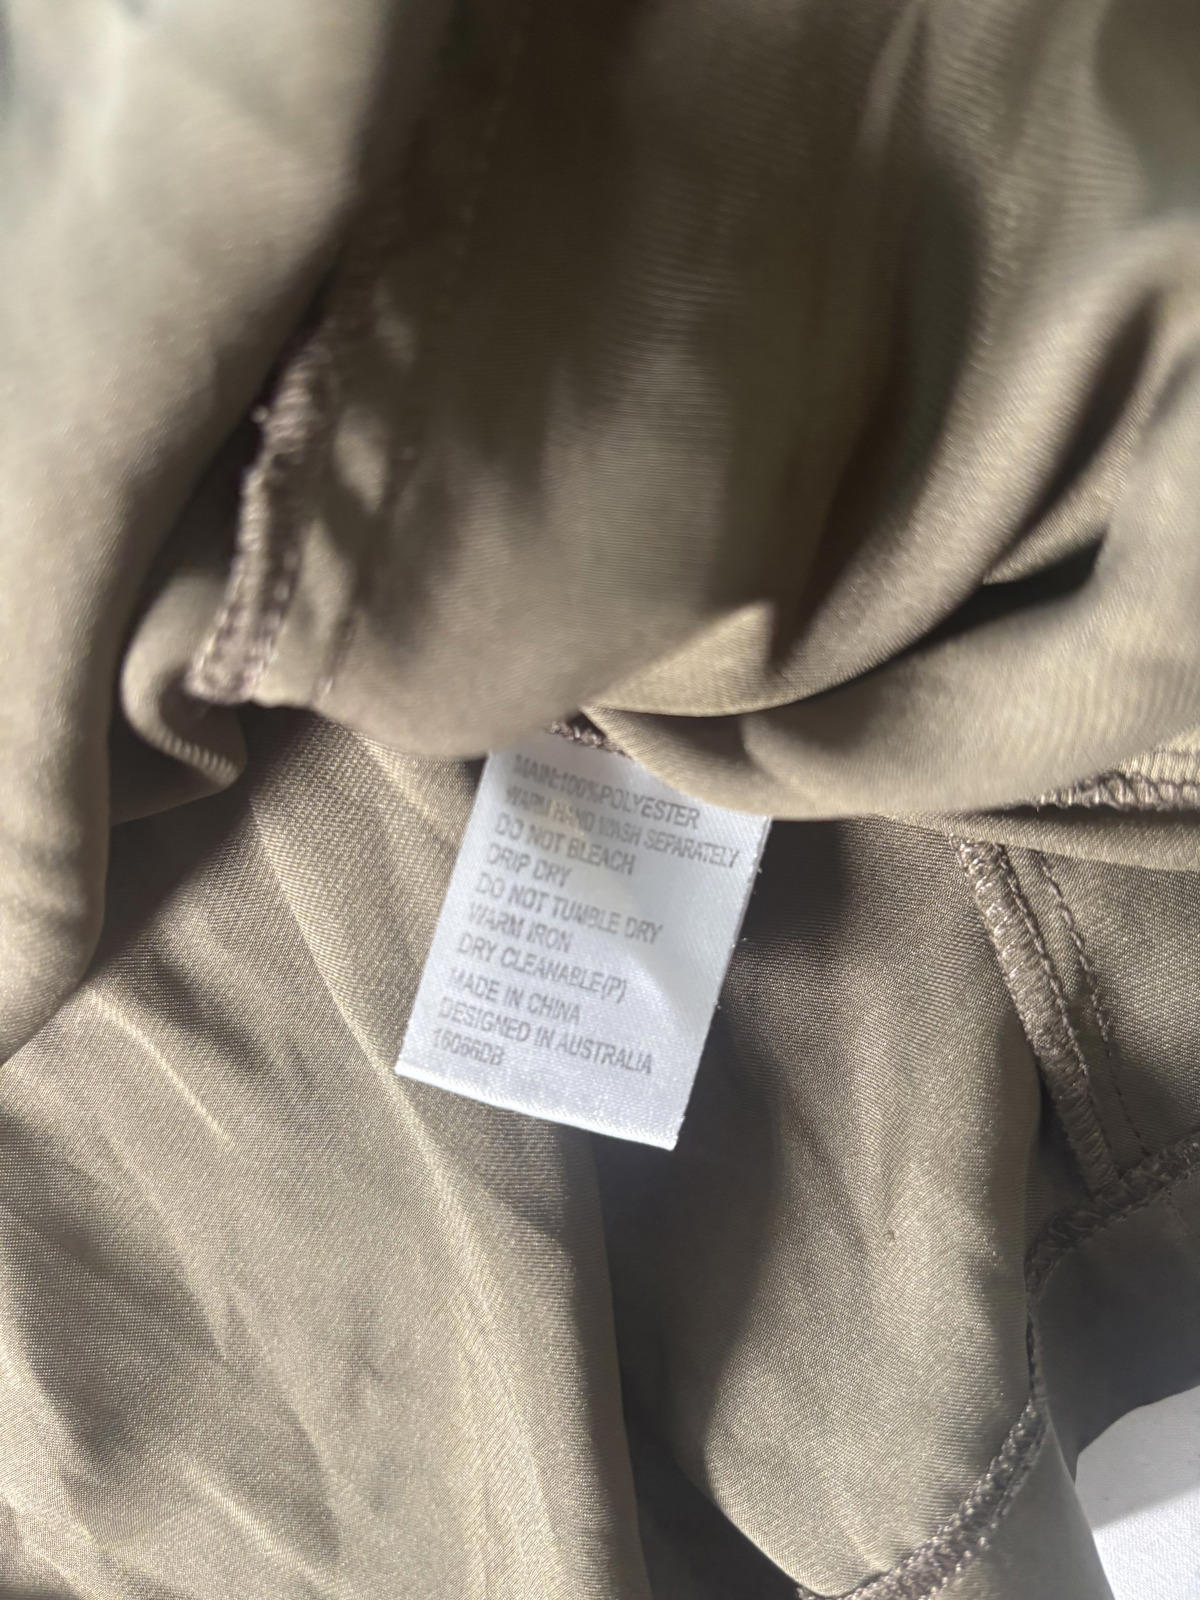 MAIN:100%POLYESTER
WARM HAND WASH SEPARATELY
DO NOT BLEACH
DRIP DRY
DO NOT TUMBLE DRY
WARM IRON
DRY CLEANABLE(P)
MADE IN CHINA
DESIGNED IN AUSTRALIA
16066DB